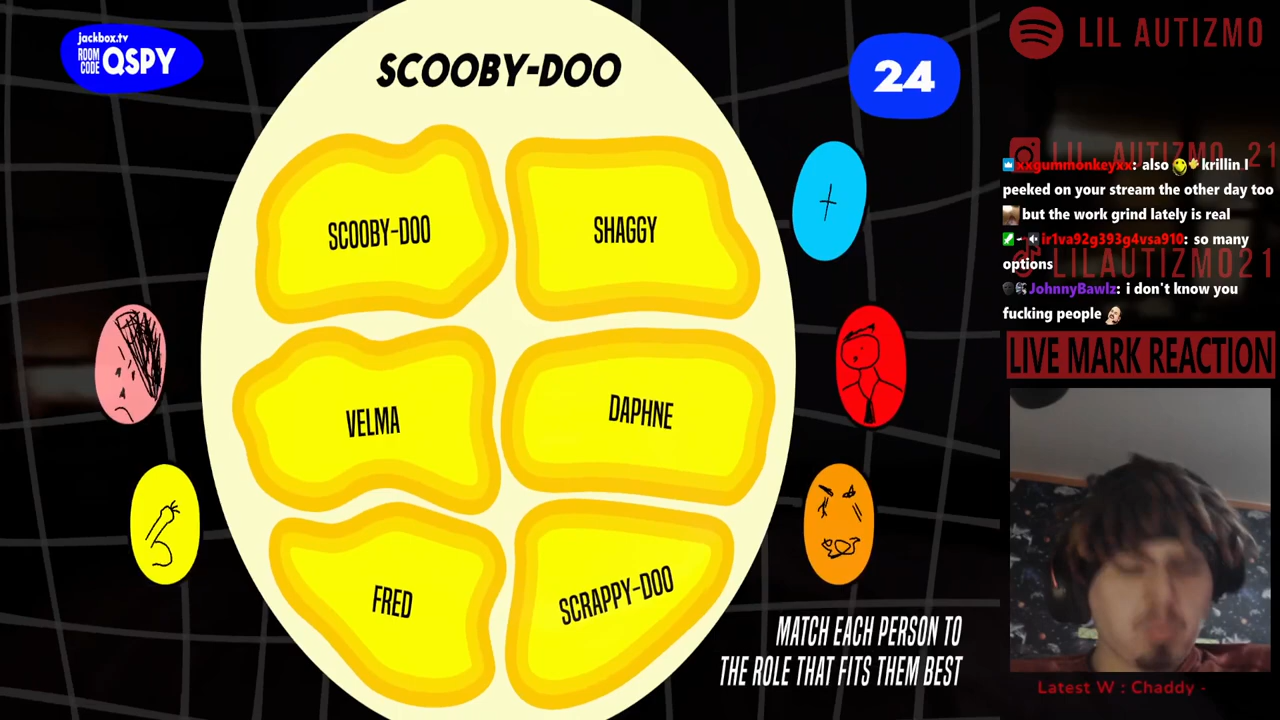 jackbox.tv
ROOM CODE QSPY
SCOOBY-DOO
24
SCOOBY-DOO
SHAGGY
VELMA
DAPHNE
FRED
SCRAPPY-DOO
MATCH EACH PERSON TO
THE ROLE THAT FITS THEM BEST
LIL AUTIZMO
LIL AUTIZMO_21
xxgummonkeyxx: also krillin I
peeked on your stream the other day too
but the work grind lately is real
ir1va92g393g4vsa910: so many
options
LILAUTIZMO21
JohnnyBawlz: i don't know you
fucking people
LIVE MARK REACTION
Latest W : Chaddy -